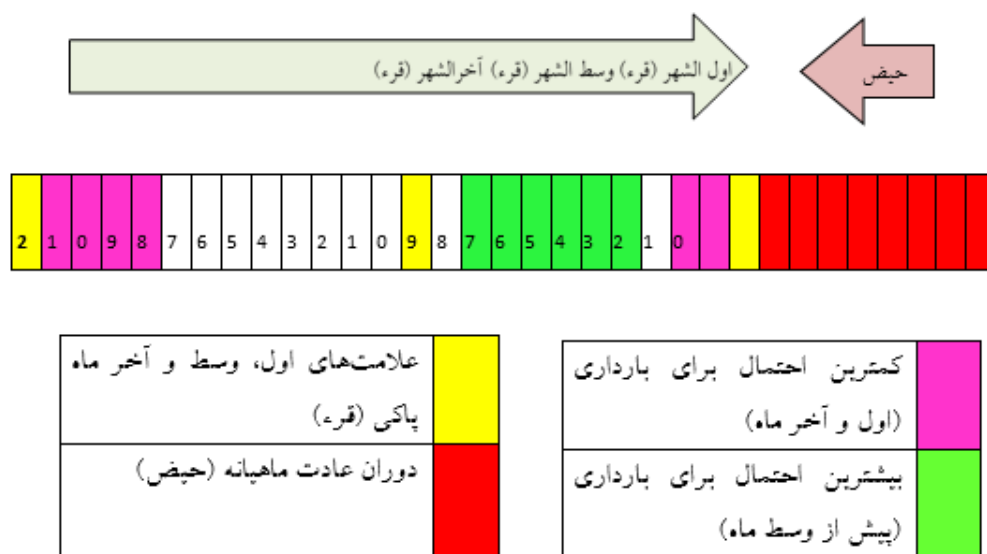 حیض
اول الشهر (قرء) وسط الشهر (قرء) آخرالشهر (قرء)
2 1 0 9 8 7 6 5 4 3 2 1 0 9 8 7 6 5 4 3 2 1 0
کمترین احتمال برای بارداری
(اول و آخر ماه)
بیشترین احتمال برای بارداری
(پیش از وسط ماه)
علامت‌های اول، وسط و آخر ماه
پاکی (قرء)
دوران عادت ماهیانه (حیض)